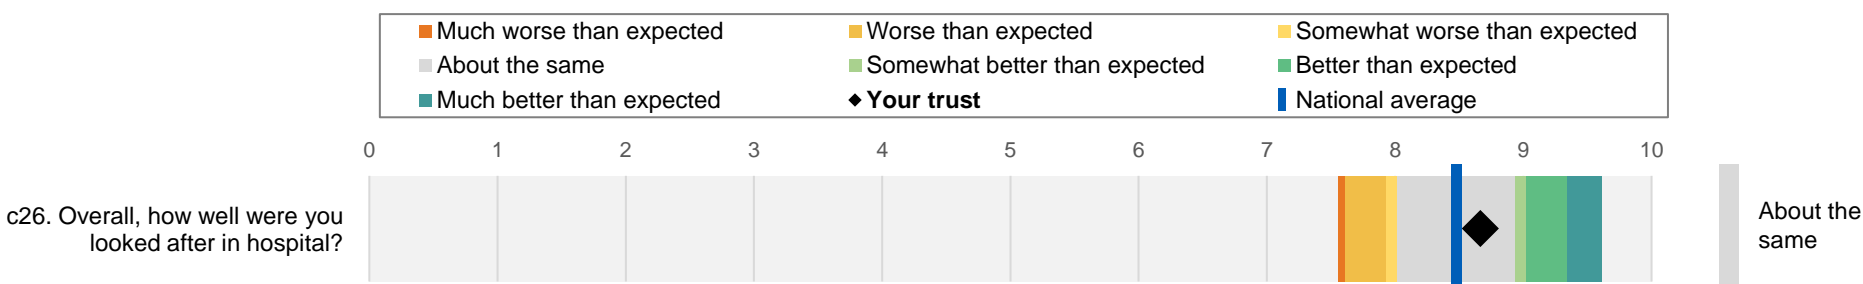 Much worse than expected
Worse than expected
Somewhat worse than expected
About the same
Somewhat better than expected
Better than expected
Much better than expected
Your trust
National average
0 1 2 3 4 5 6 7 8 9 10
c26. Overall, how well were you
looked after in hospital?
About the
same